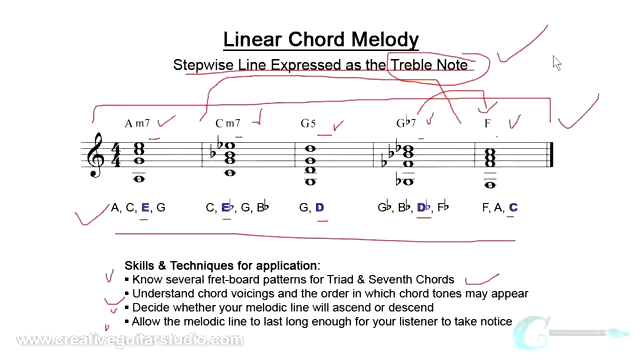 Linear Chord Melody
Stepwise Line Expressed as the Treble Note
A m7 C m7 G5 G♭7 F
4 4
A, C, E, G C, E♭, G, B♭ G, D G♭, B♭, D♭, F♭ F, A, C
Skills & Techniques for application:
▪ Know several fret-board patterns for Triad & Seventh Chords
▪ Understand chord voicings and the order in which chord tones may appear
▪ Decide whether your melodic line will ascend or descend
▪ Allow the melodic line to last long enough for your listener to take notice
www.creativeguitarstudio.com